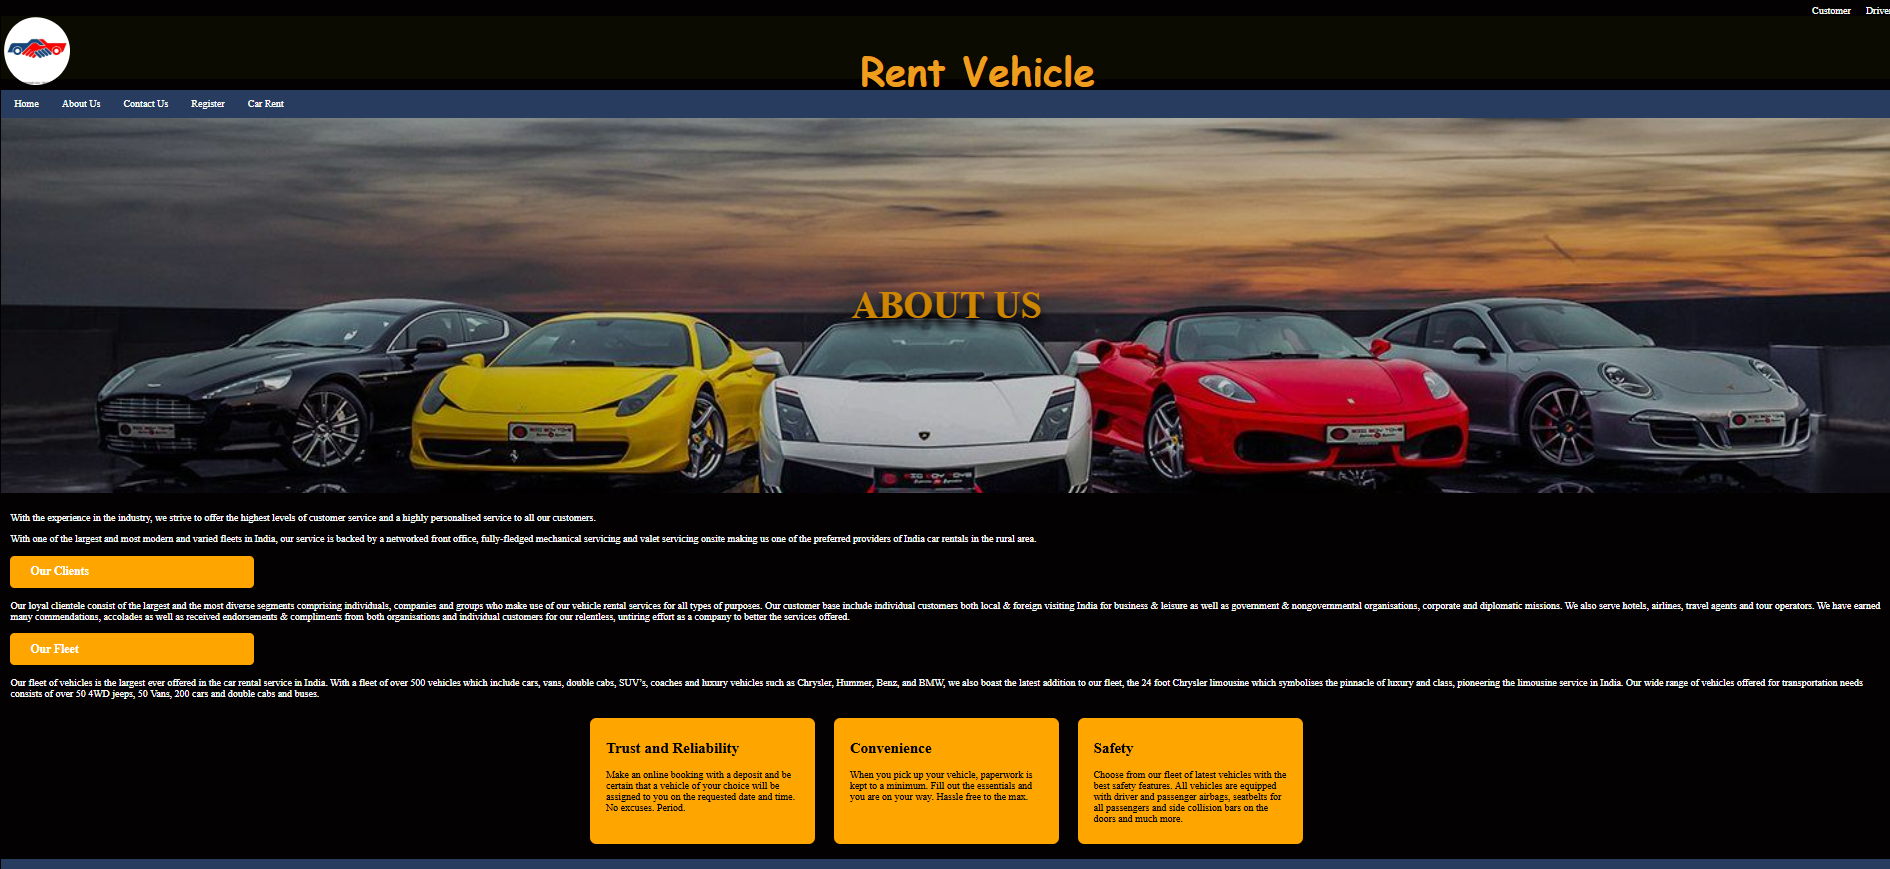 Customer Drive
Rent Vehicle
Home About Us Contact Us Register Car Rent
ABOUT US
With the experience in the industry, we strive to offer the highest levels of customer service and a highly personalised service to all our customers.
With one of the largest and most modern and varied fleets in India, our service is backed by a networked front office, fully-fledged mechanical servicing and valet servicing onsite making us one of the preferred providers of India car rentals in the rural area.
Our Clients
Our loyal clientele consist of the largest and the most diverse segments comprising individuals, companies and groups who make use of our vehicle rental services for all types of purposes. Our customer base include individual customers both local & foreign visiting India for business & leisure as well as government & nongovernmental organisations, corporate and diplomatic missions. We also serve hotels, airlines, travel agents and tour operators. We have earned
many commendations, accolades as well as received endorsements & compliments from both organisations and individual customers for our relentless, untiring effort as a company to better the services offered.
Our Fleet
Our fleet of vehicles is the largest ever offered in the car rental service in India. With a fleet of over 500 vehicles which include cars, vans, double cabs, SUV's, coaches and luxury vehicles such as Chrysler, Hummer, Benz, and BMW, we also boast the latest addition to our fleet, the 24 foot Chrysler limousine which symbolises the pinnacle of luxury and class, pioneering the limousine service in India. Our wide range of vehicles offered for transportation needs
consists of over 50 4WD jeeps, 50 Vans, 200 cars and double cabs and buses.
Trust and Reliability
Make an online booking with a deposit and be
certain that a vehicle of your choice will be
assigned to you on the requested date and time.
No excuses. Period.
Convenience
When you pick up your vehicle, paperwork is
kept to a minimum. Fill out the essentials and
you are on your way. Hassle free to the max.
Safety
Choose from our fleet of latest vehicles with the
best safety features. All vehicles are equipped
with driver and passenger airbags, seatbelts for
all passengers and side collision bars on the
doors and much more.